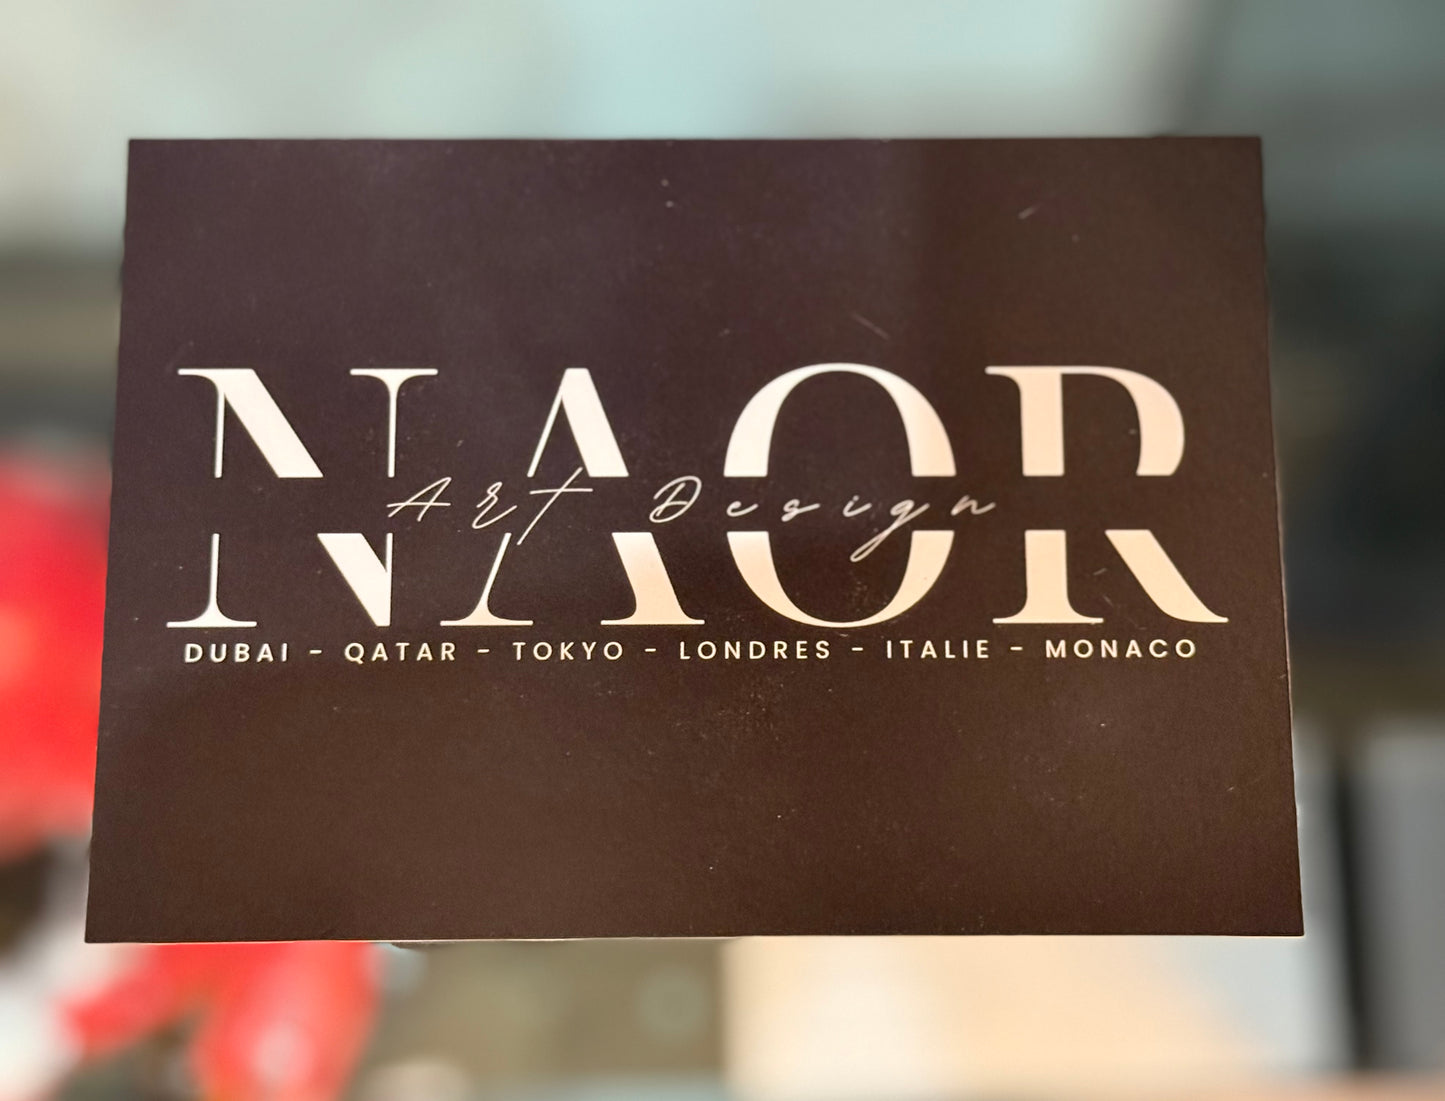 NAOR
Art Design
DUBAI - QATAR - TOKYO - LONDRES - ITALIE - MONACO